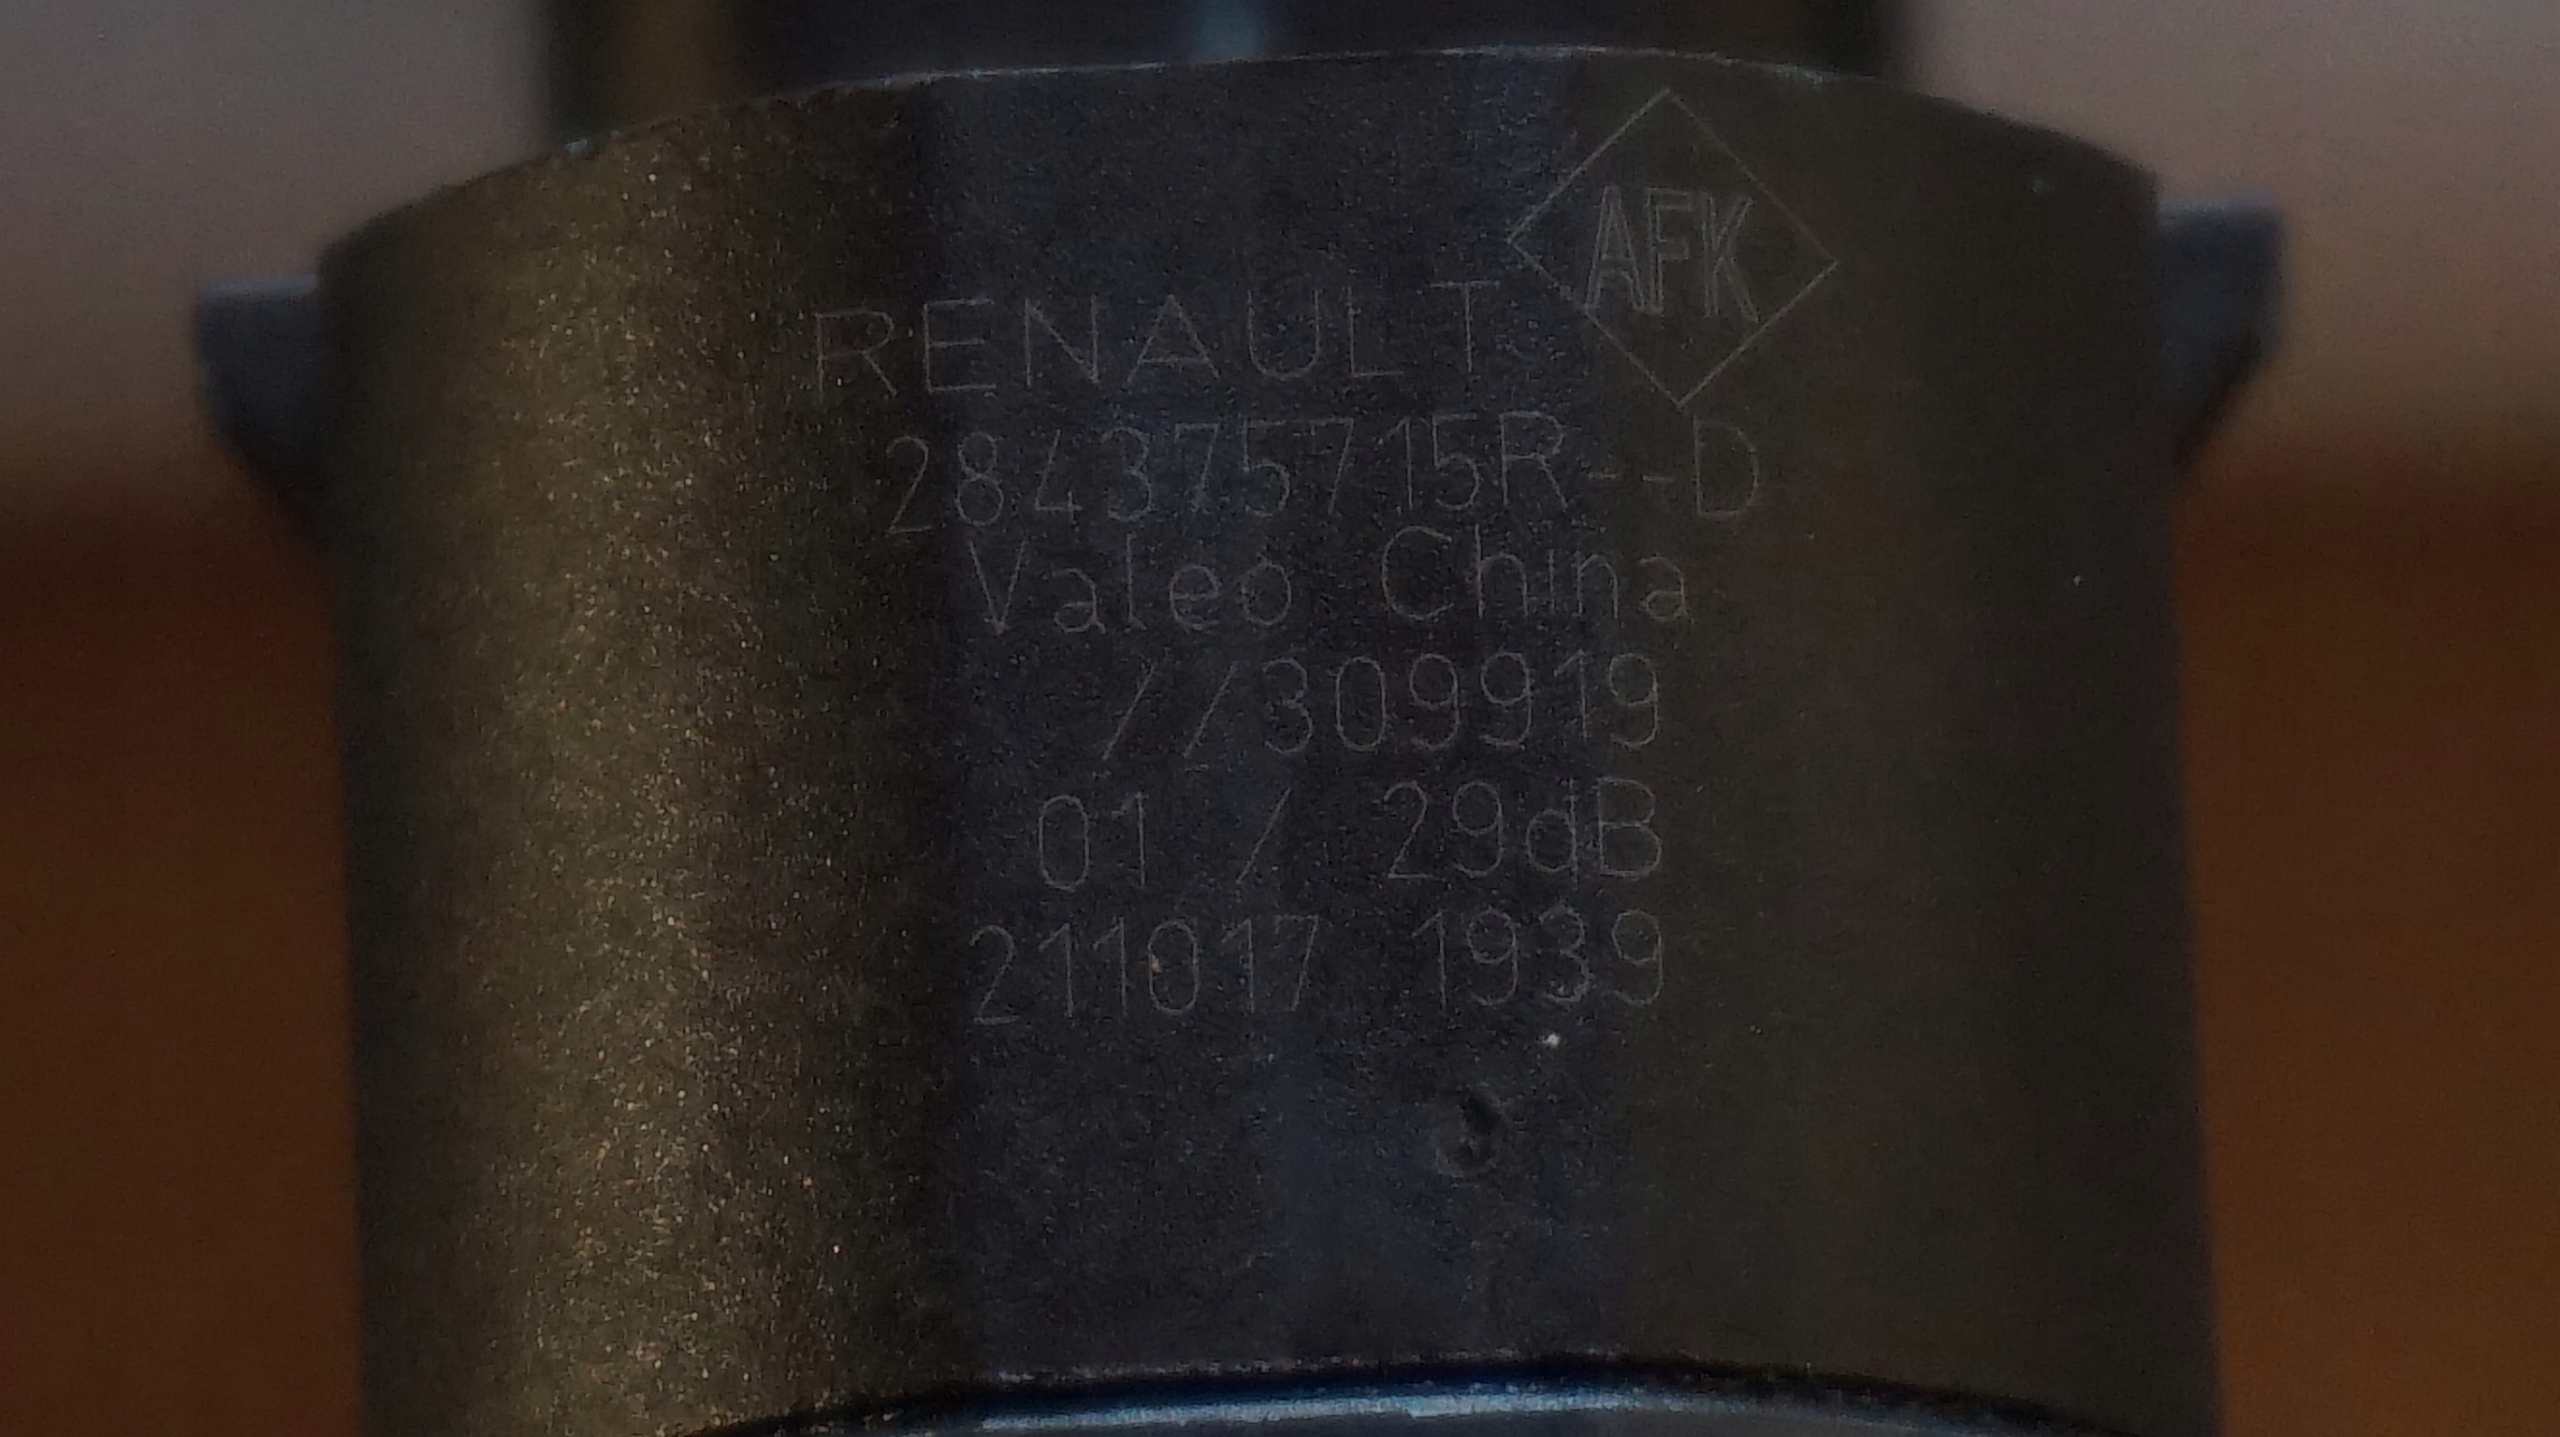 AFK
RENAULT
284375715R--D
Valeo China
//309919
01 / 29dB
211017 1939